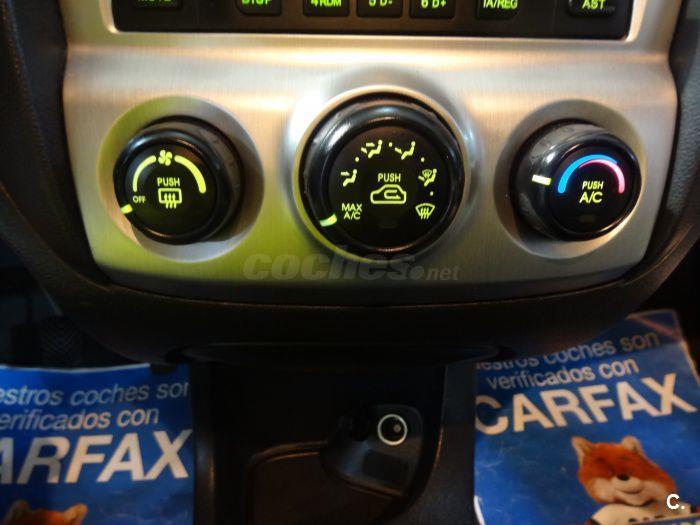 DISP 4 RDM 5 D- 6 D+ TA/REG AST
PUSH
OFF
PUSH
MAX
A/C
PUSH
A/C
coches.net
estros coches son
verificados con
ARFAX
estros coches son
verificados con
CARFAX
C.